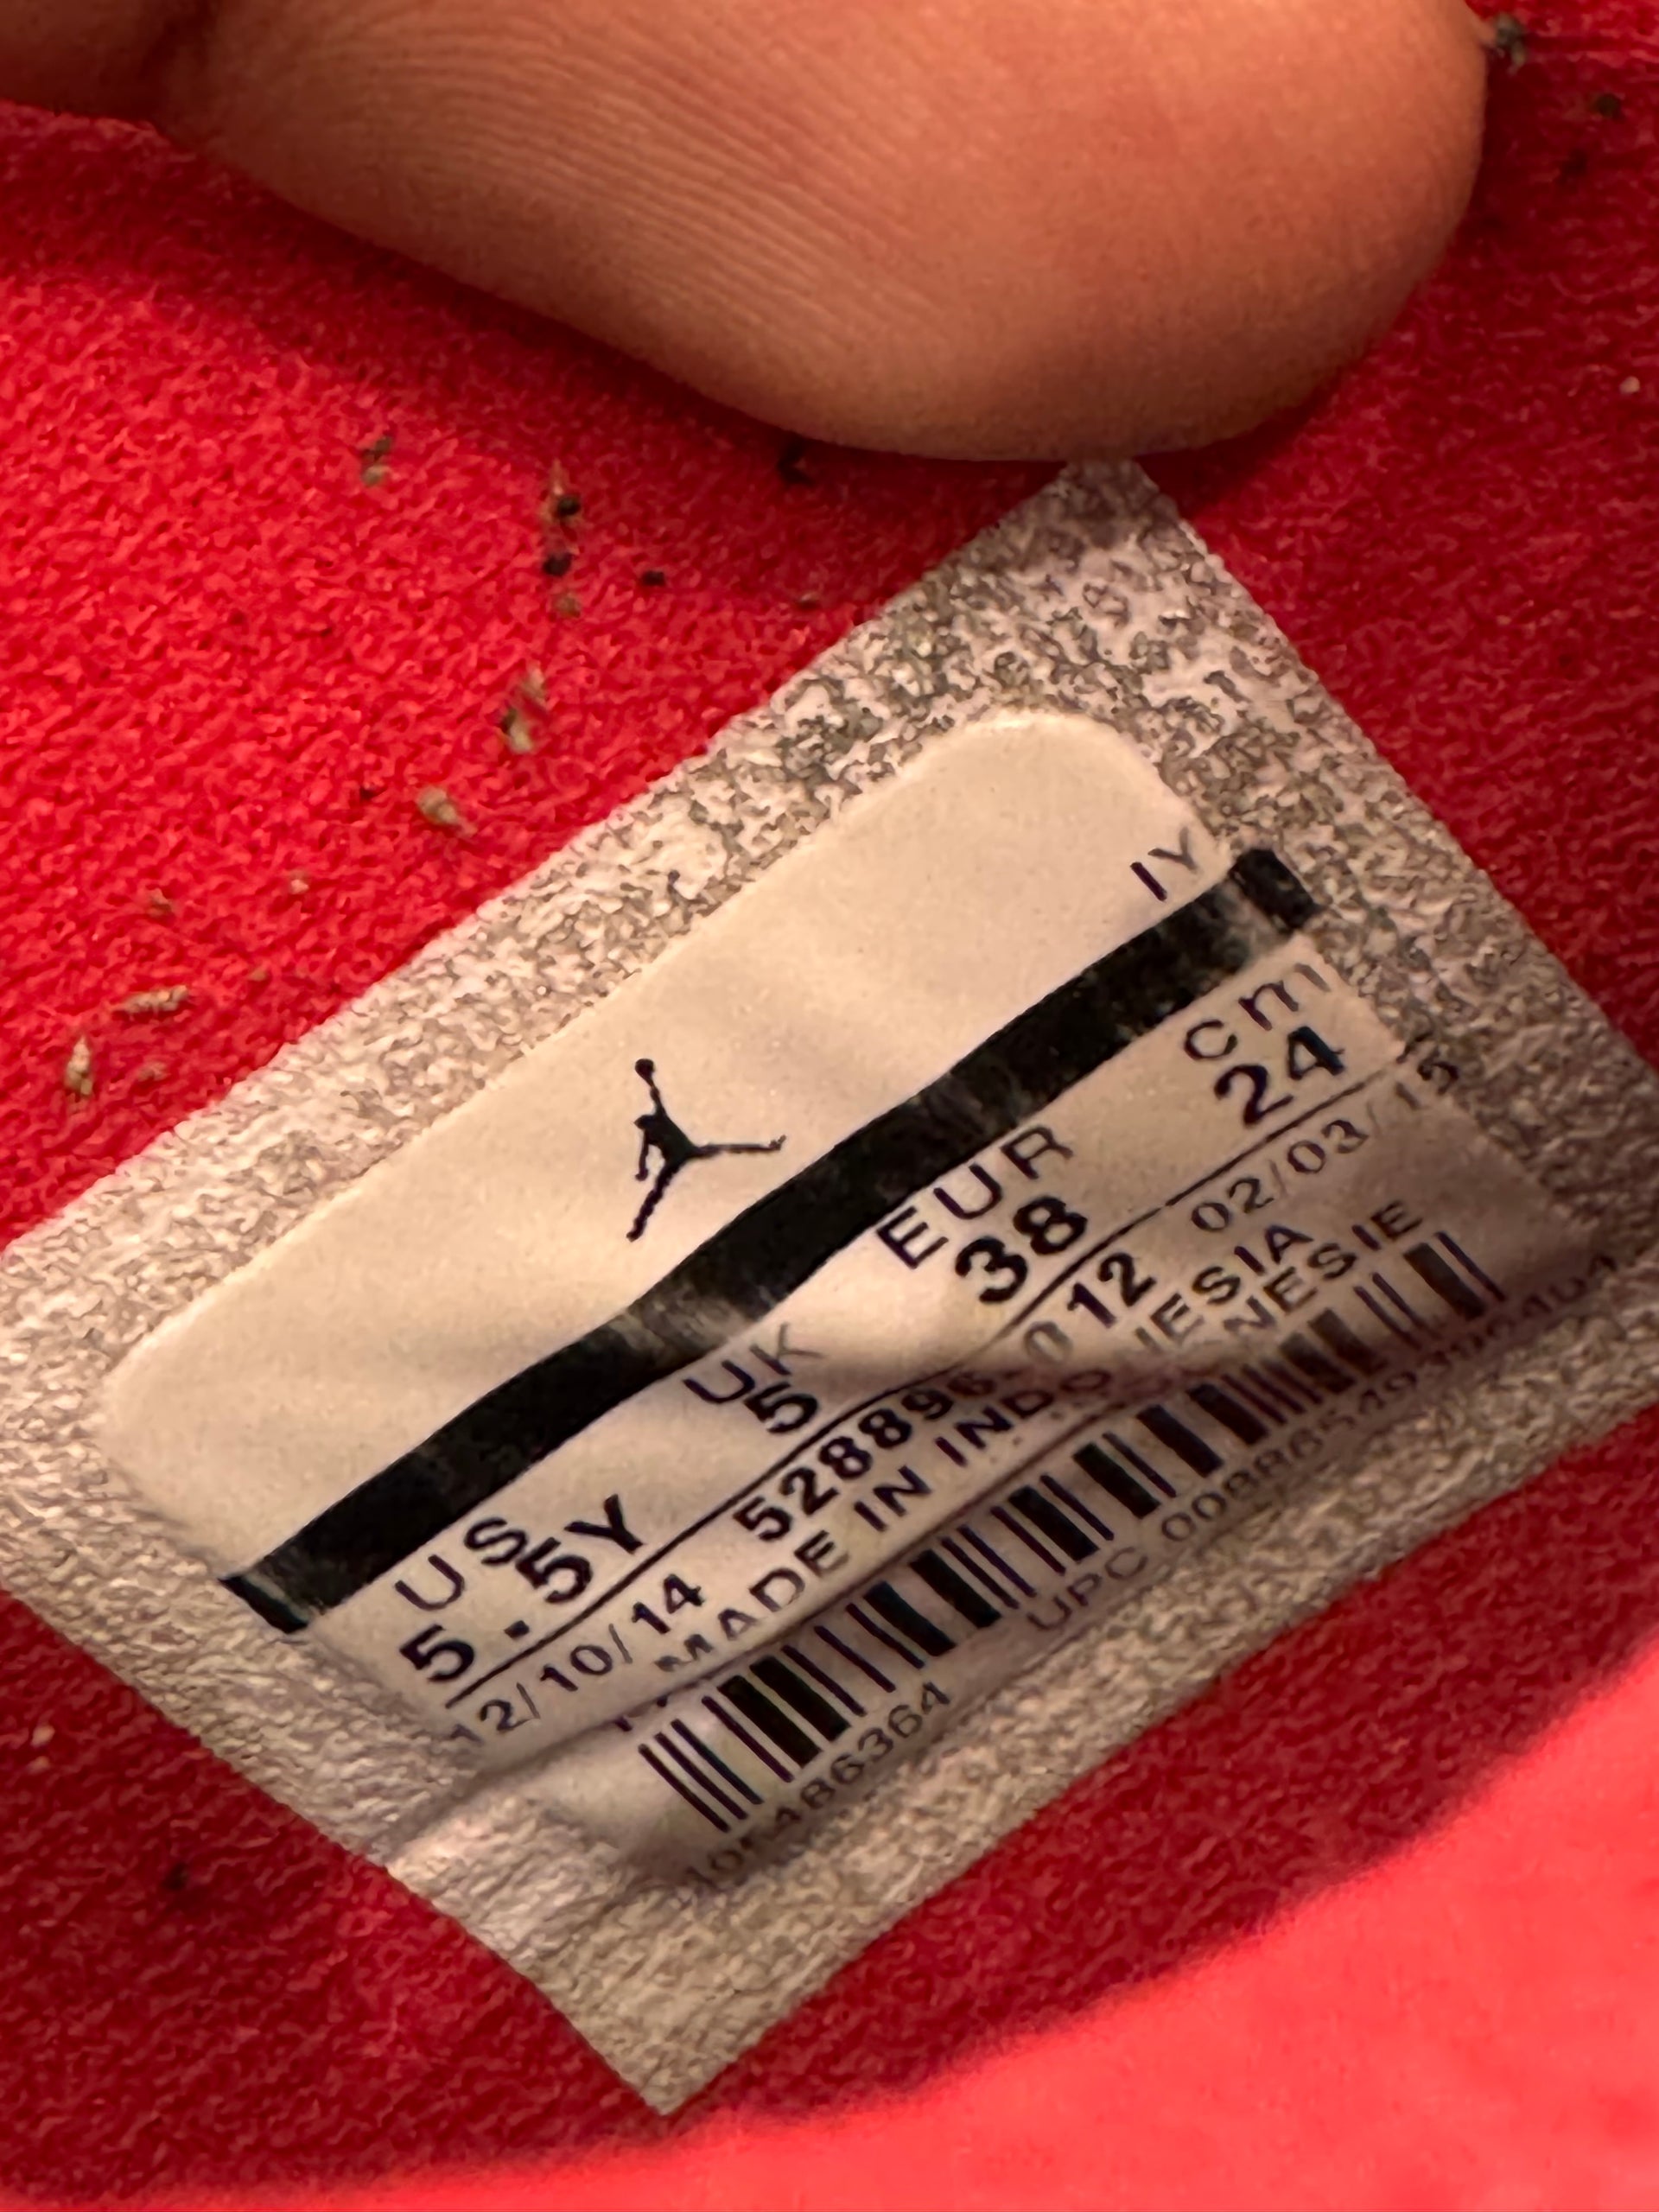 IY
US UK EUR cm
5.5Y 5 38 24
12/10/14 528896-012 02/03/15
MADE IN INDONESIA
UPC